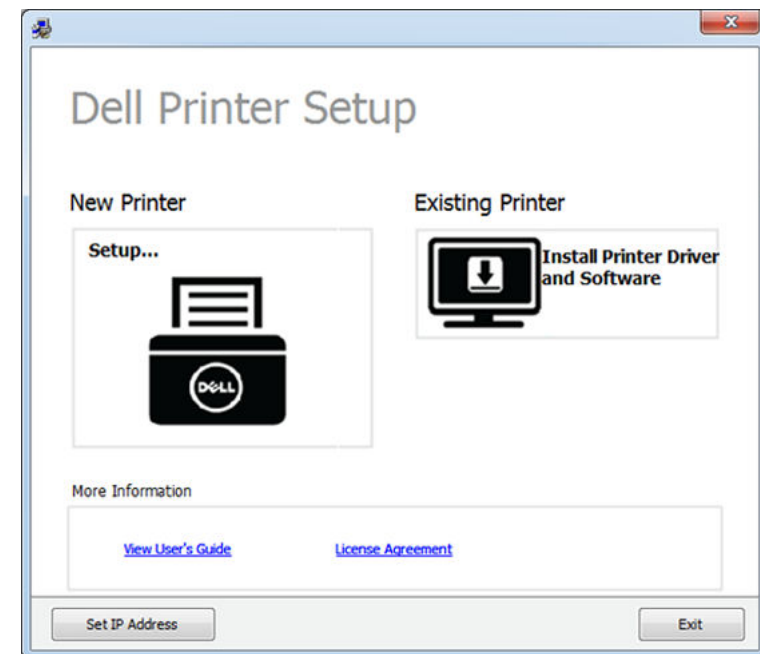 Dell Printer Setup
New Printer
Existing Printer
Setup...
Install Printer Driver
and Software
DELL
More Information
View User's Guide
License Agreement
Set IP Address
Exit